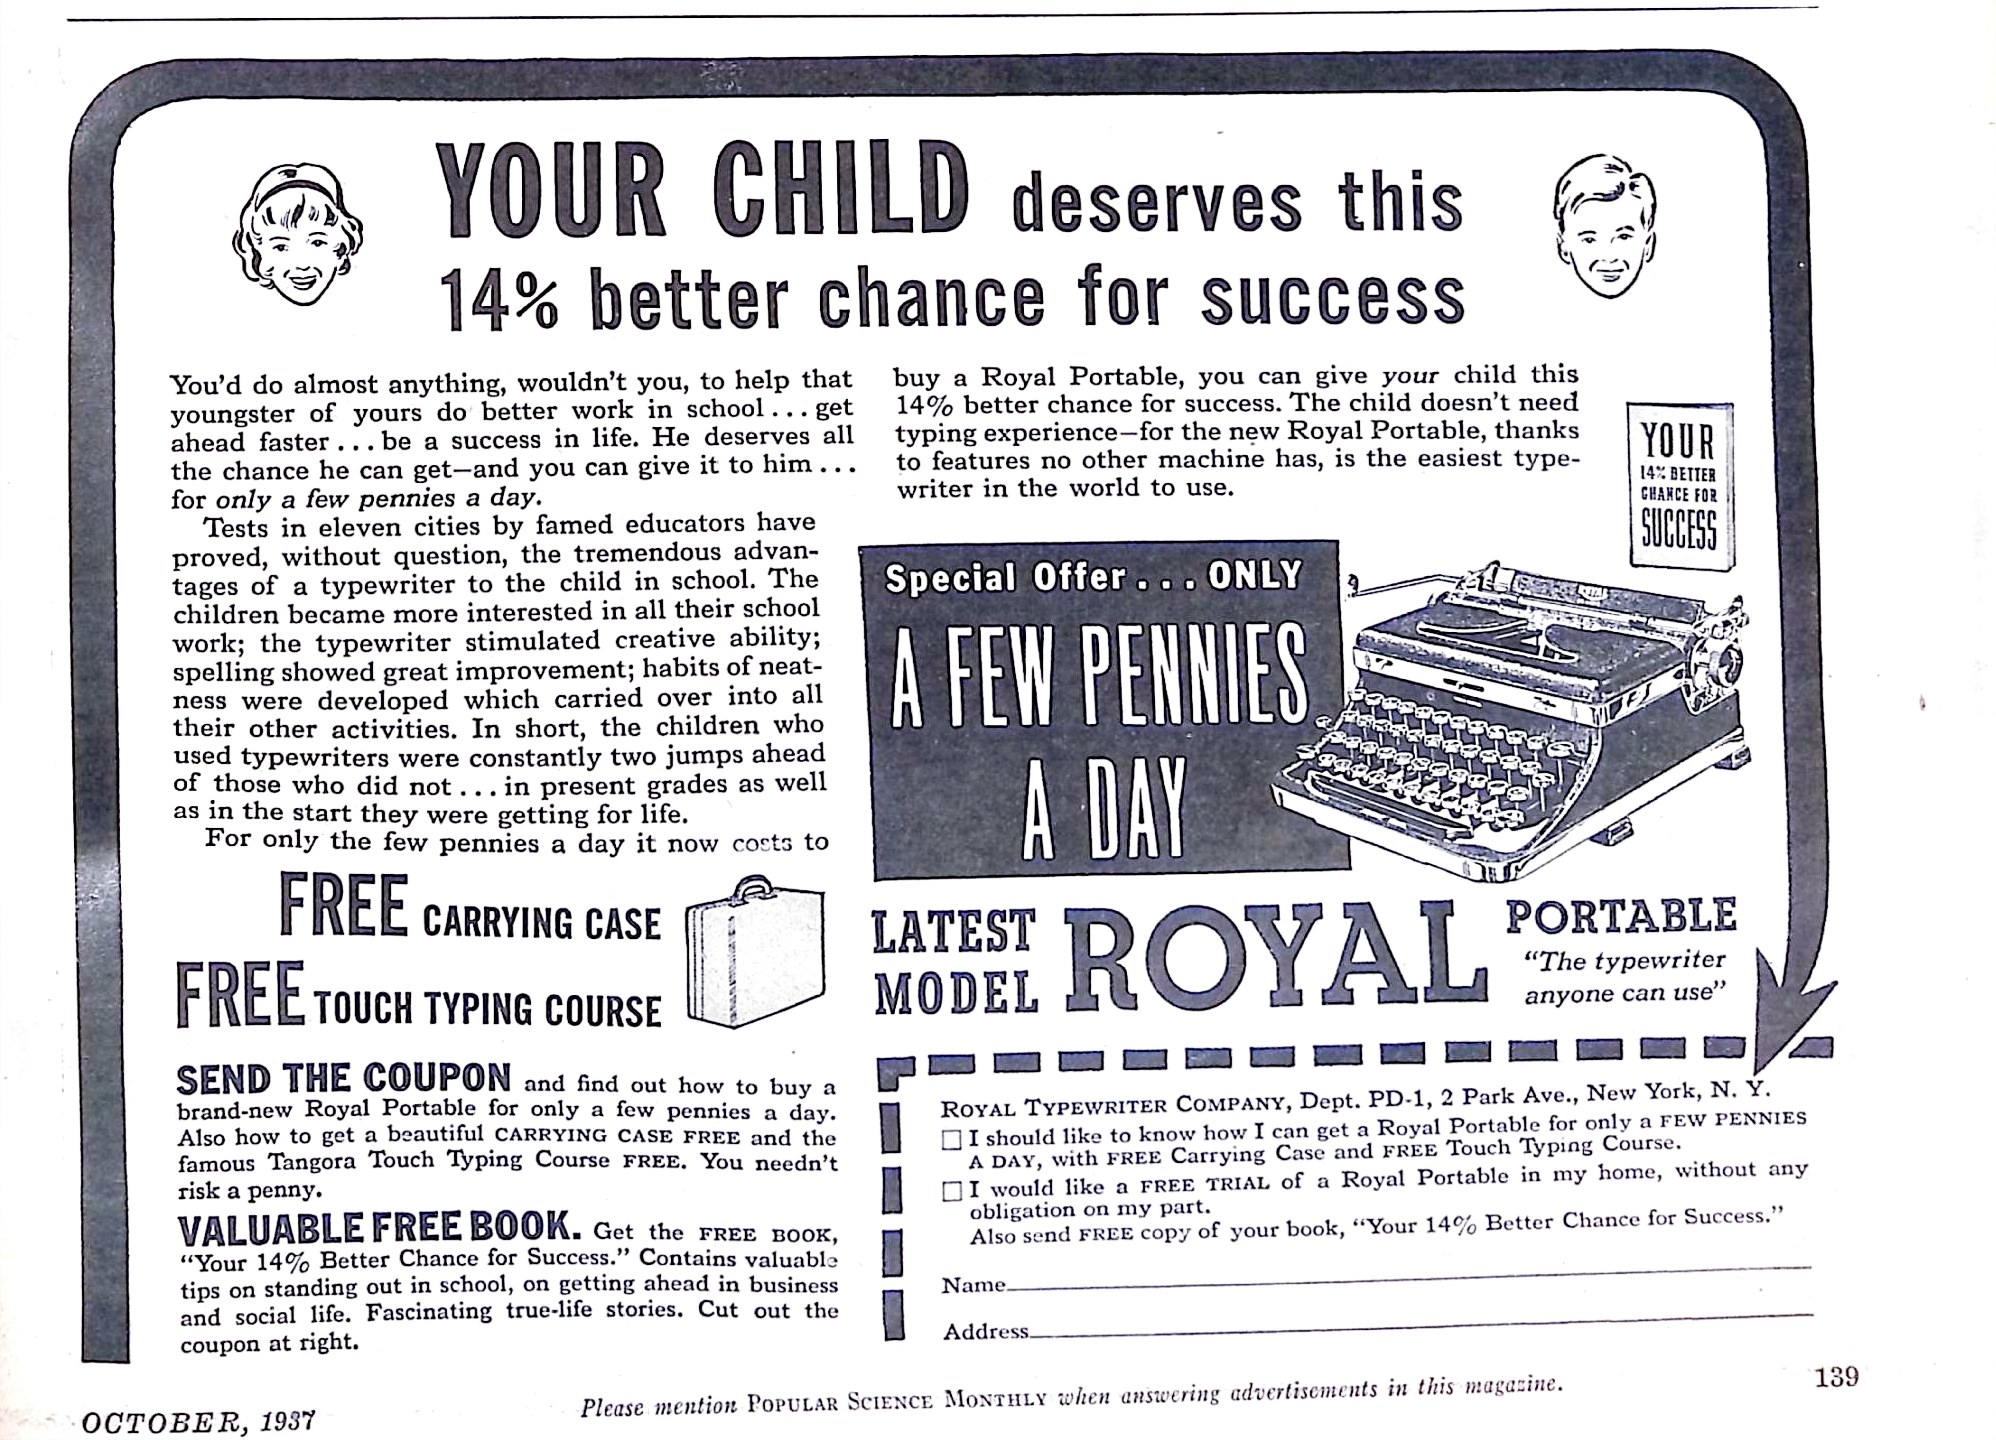 YOUR CHILD deserves this
14% better chance for success
You'd do almost anything, wouldn't you, to help that
youngster of yours do better work in school...get
ahead faster...be a success in life. He deserves all
the chance he can get—and you can give it to him...
for only a few pennies a day.
Tests in eleven cities by famed educators have
proved, without question, the tremendous advan-
tages of a typewriter to the child in school. The
children became more interested in all their school
work; the typewriter stimulated creative ability;
spelling showed great improvement; habits of neat-
ness were developed which carried over into all
their other activities. In short, the children who
used typewriters were constantly two jumps ahead
of those who did not...in present grades as well
as in the start they were getting for life.
For only the few pennies a day it now costs to
buy a Royal Portable, you can give your child this
14% better chance for success. The child doesn't need
typing experience—for the new Royal Portable, thanks
to features no other machine has, is the easiest type-
writer in the world to use.
YOUR
14% BETTER
CHANCE FOR
SUCCESS
Special Offer...ONLY
A FEW PENNIES
A DAY
FREE CARRYING CASE
FREE TOUCH TYPING COURSE
LATEST
MODEL
ROYAL
PORTABLE
"The typewriter
anyone can use"
SEND THE COUPON and find out how to buy a
brand-new Royal Portable for only a few pennies a day.
Also how to get a beautiful CARRYING CASE FREE and the
famous Tangora Touch Typing Course FREE. You needn't
risk a penny.
VALUABLE FREE BOOK. Get the FREE BOOK,
"Your 14% Better Chance for Success." Contains valuable
tips on standing out in school, on getting ahead in business
and social life. Fascinating true-life stories. Cut out the
coupon at right.
ROYAL TYPEWRITER COMPANY, Dept. PD-1, 2 Park Ave., New York, N. Y.
I should like to know how I can get a Royal Portable for only a FEW PENNIES
A DAY, with FREE Carrying Case and FREE Touch Typing Course.
I would like a FREE TRIAL of a Royal Portable in my home, without any
obligation on my part.
Also send FREE copy of your book, "Your 14% Better Chance for Success."
Name
Address
OCTOBER, 1937
Please mention POPULAR SCIENCE MONTHLY when answering advertisements in this magazine.
139